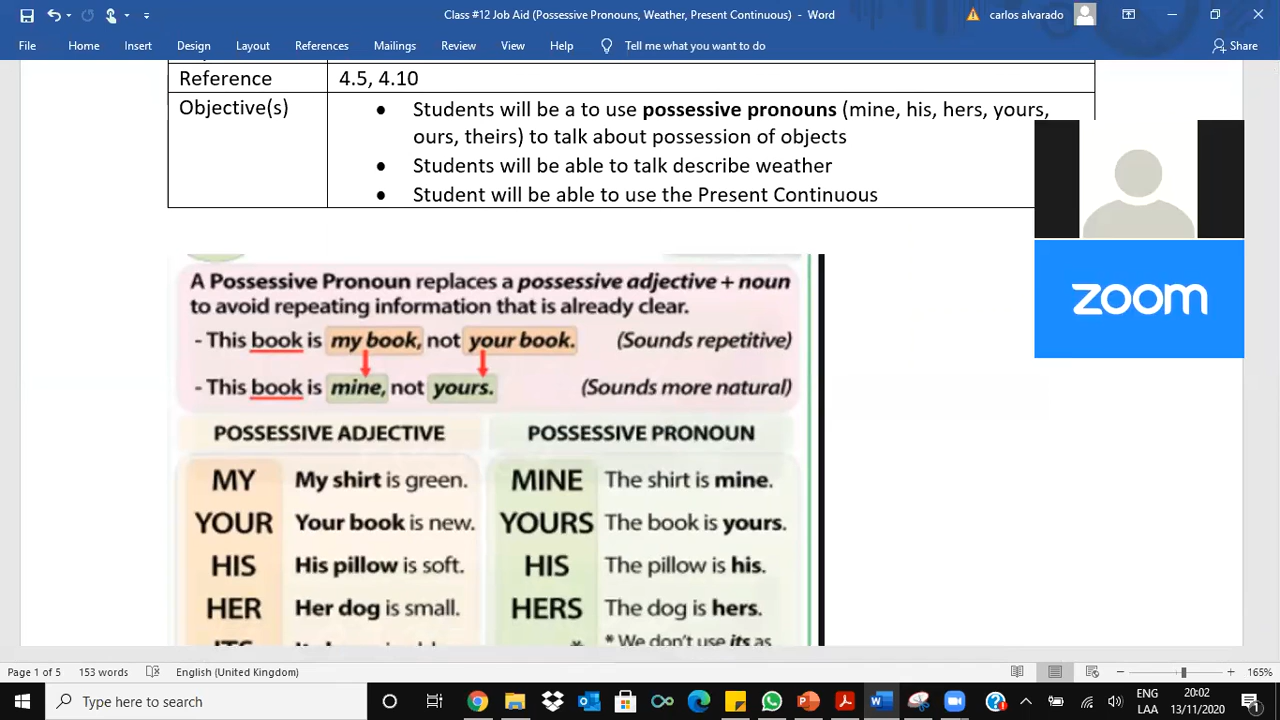 Class #12 Job Aid (Possessive Pronouns, Weather, Present Continuous) - Word
carlos alvarado
File Home Insert Design Layout References Mailings Review View Help Tell me what you want to do Share
Reference 4.5, 4.10
Objective(s) • Students will be a to use possessive pronouns (mine, his, hers, yours,
ours, theirs) to talk about possession of objects
• Students will be able to talk describe weather
• Student will be able to use the Present Continuous
zoom
A Possessive Pronoun replaces a possessive adjective + noun
to avoid repeating information that is already clear.
- This book is my book, not your book. (Sounds repetitive)
- This book is mine, not yours. (Sounds more natural)
POSSESSIVE ADJECTIVE POSSESSIVE PRONOUN
MY My shirt is green. MINE The shirt is mine.
YOUR Your book is new. YOURS The book is yours.
HIS His pillow is soft. HIS The pillow is his.
HER Her dog is small. HERS The dog is hers.
* We don't use its as
Page 1 of 5 153 words English (United Kingdom) 165%
Type here to search
ENG 20:02
LAA 13/11/2020